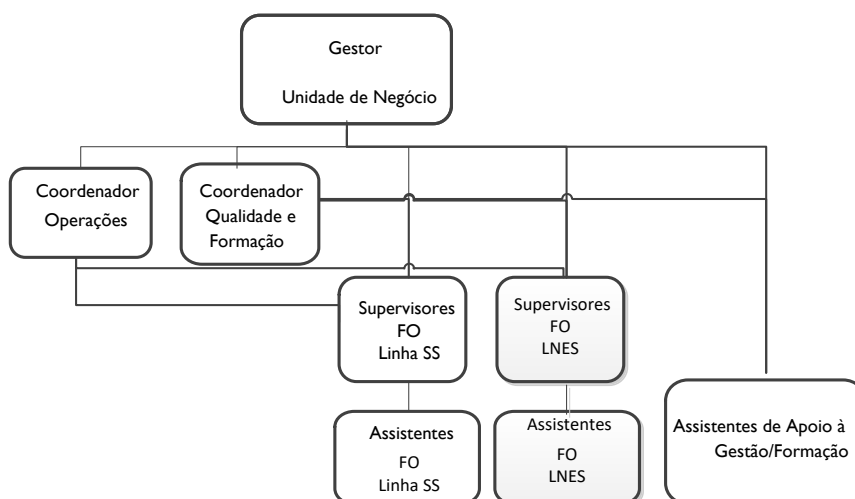 Gestor
Unidade de Negócio
Coordenador
Operações
Coordenador
Qualidade e
Formação
Supervisores
FO
Linha SS
Supervisores
FO
LNES
Assistentes
FO
Linha SS
Assistentes
FO
LNES
Assistentes de Apoio à
Gestão/Formação